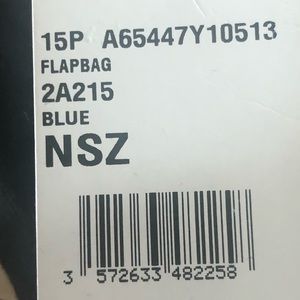 15P A65447Y10513
FLAPBAG
2A215
BLUE
NSZ
3 572633 482258